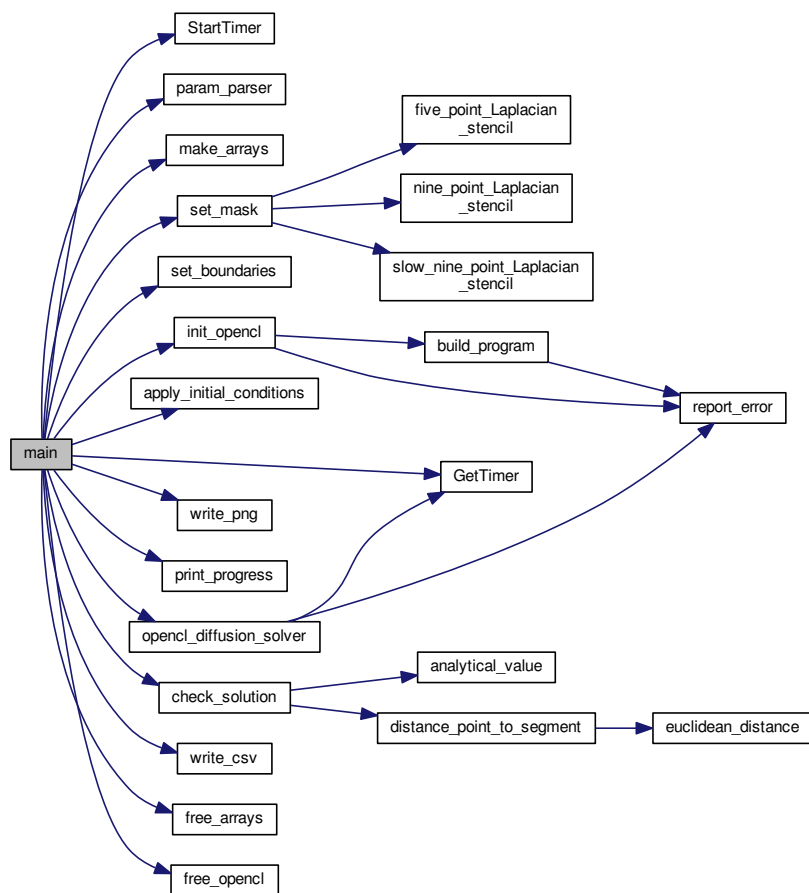 StartTimer
param_parser
make_arrays
set_mask
five_point_Laplacian
_stencil
nine_point_Laplacian
_stencil
slow_nine_point_Laplacian
_stencil
set_boundaries
init_opencl
build_program
report_error
apply_initial_conditions
main
GetTimer
write_png
print_progress
opencl_diffusion_solver
check_solution
analytical_value
distance_point_to_segment
euclidean_distance
write_csv
free_arrays
free_opencl